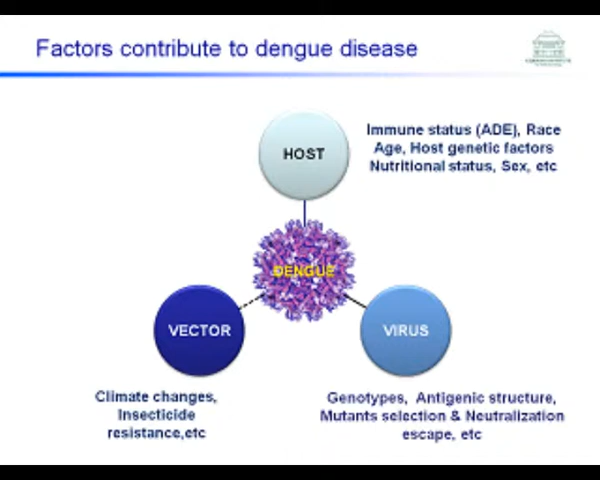 Factors contribute to dengue disease
HOST
Immune status (ADE), Race
Age, Host genetic factors
Nutritional status, Sex, etc
DENGUE
VECTOR
VIRUS
Climate changes,
Insecticide
resistance,etc
Genotypes, Antigenic structure,
Mutants selection & Neutralization
escape, etc